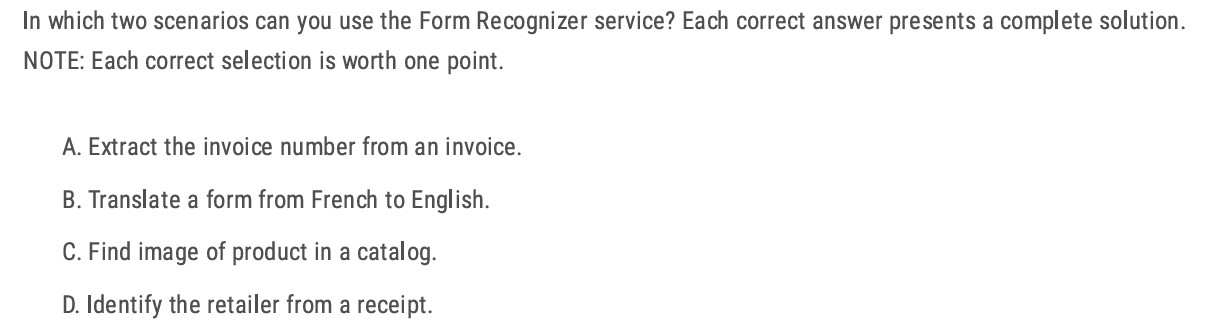 In which two scenarios can you use the Form Recognizer service? Each correct answer presents a complete solution.
NOTE: Each correct selection is worth one point.
A. Extract the invoice number from an invoice.
B. Translate a form from French to English.
C. Find image of product in a catalog.
D. Identify the retailer from a receipt.